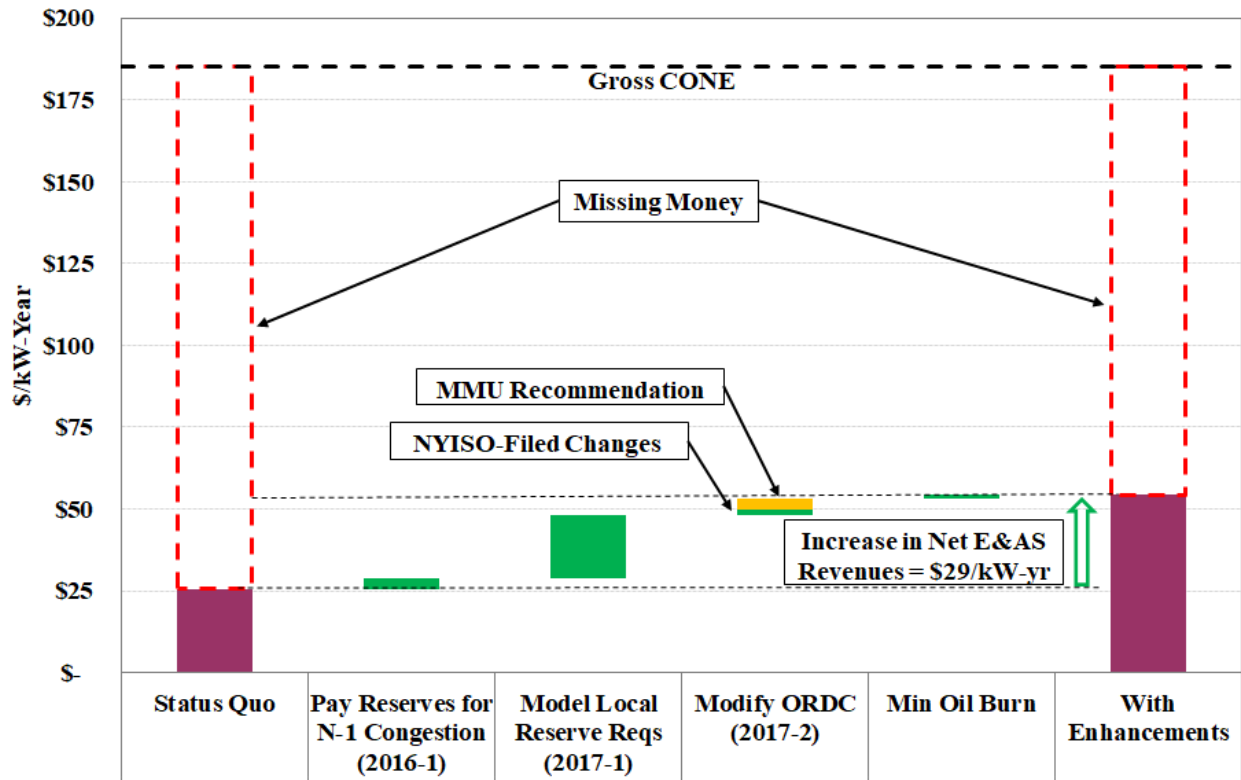 $200
$175
$150
$125
$100
$75
$50
$25
$-
$/kW-Year
Gross CONE
Missing Money
MMU Recommendation
NYISO-Filed Changes
Increase in Net E&AS
Revenues = $29/kW-yr
Status Quo
Pay Reserves for
N-1 Congestion
(2016-1)
Model Local
Reserve Reqs
(2017-1)
Modify ORDC
(2017-2)
Min Oil Burn
With
Enhancements